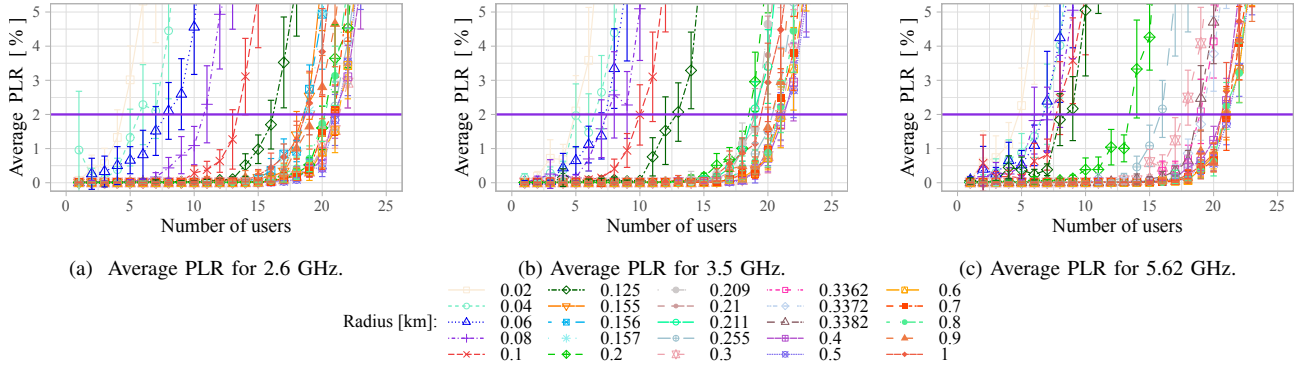 5
4
3
2
1
0
Average PLR [ % ]
0 5 10 15 20 25
Number of users
(a) Average PLR for 2.6 GHz.
5
4
3
2
1
0
Average PLR [ % ]
0 5 10 15 20 25
Number of users
(b) Average PLR for 3.5 GHz.
5
4
3
2
1
0
Average PLR [ % ]
0 5 10 15 20 25
Number of users
(c) Average PLR for 5.62 GHz.
Radius [km]:
0.02 0.125 0.209 0.3362 0.6
0.04 0.155 0.21 0.3372 0.7
0.06 0.156 0.211 0.3382 0.8
0.08 0.157 0.255 0.4 0.9
0.1 0.2 0.3 0.5 1